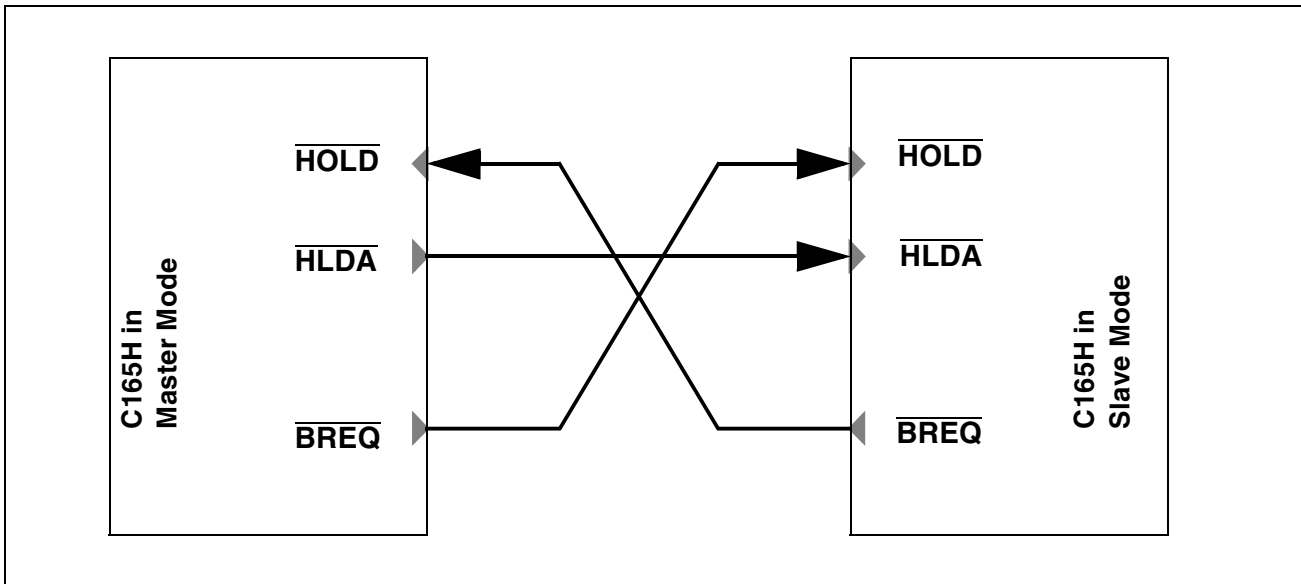 C165H in
Master Mode
HOLD
HLDA
BREQ
HOLD
HLDA
BREQ
C165H in
Slave Mode